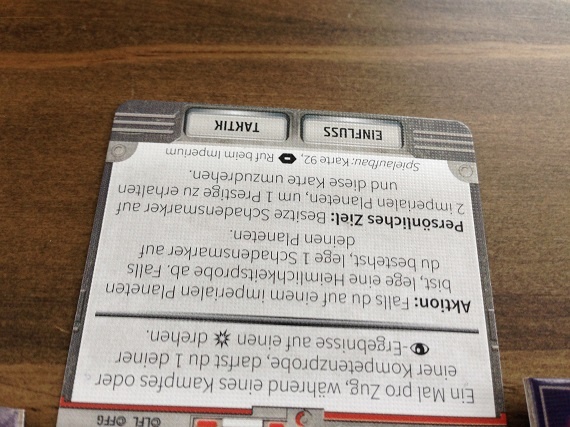 ©LFL ©FFG
Ein Mal pro Zug, während eines Kampfes oder
einer Kompetenzprobe, darfst du 1 deiner
-Ergebnisse auf einen drehen.
Aktion: Falls du auf einem imperialen Planeten
bist, lege eine Heimlichkeitsprobe ab. Falls
du bestehst, lege 1 Schadensmarker auf
deinen Planeten.
Persönliches Ziel: Besitze Schadensmarker auf
2 imperialen Planeten, um 1 Prestige zu erhalten
und diese Karte umzudrehen.
Spielaufbau: Karte 92, Ruf beim Imperium
EINFLUSS
TAKTIK